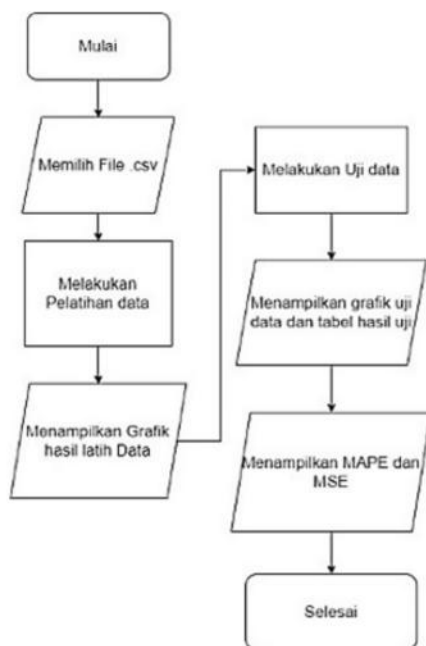 Mulai
Memilih File .csv
Melakukan
Pelatihan data
Menampilkan Grafik
hasil latih Data
Melakukan Uji data
Menampilkan grafik uji
data dan tabel hasil uji
Menampilkan MAPE dan
MSE
Selesai